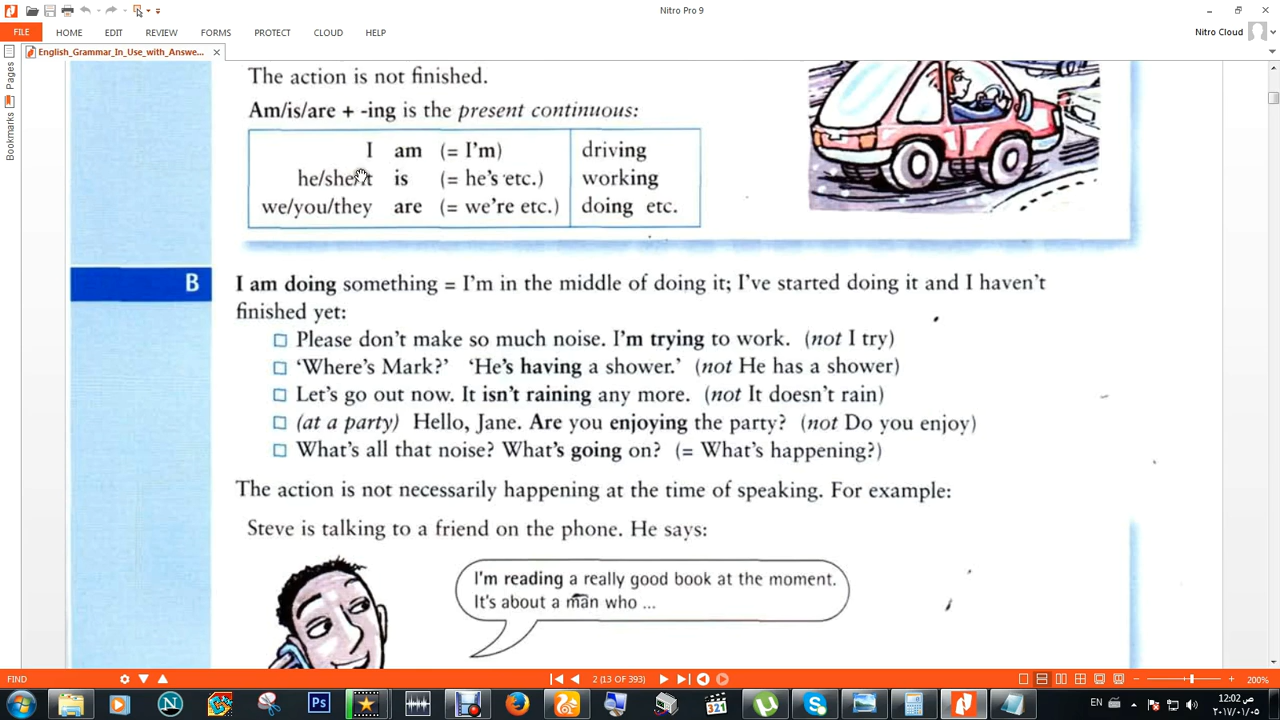 Nitro Pro 9
FILE HOME EDIT REVIEW FORMS PROTECT CLOUD HELP Nitro Cloud
English_Grammar_In_Use_with_Answe...
Pages
Bookmarks
The action is not finished.
Am/is/are + -ing is the present continuous:
I am (= I'm) driving
he/she/it is (= he's etc.) working
we/you/they are (= we're etc.) doing etc.
B
I am doing something = I'm in the middle of doing it; I've started doing it and I haven't
finished yet:
Please don't make so much noise. I'm trying to work. (not I try)
‘Where's Mark?’ ‘He's having a shower.’ (not He has a shower)
Let's go out now. It isn't raining any more. (not It doesn't rain)
(at a party) Hello, Jane. Are you enjoying the party? (not Do you enjoy)
What's all that noise? What's going on? (= What's happening?)
The action is not necessarily happening at the time of speaking. For example:
Steve is talking to a friend on the phone. He says:
I'm reading a really good book at the moment.
It's about a man who ...
FIND 2 (13 OF 393) 200%
Ps 321 EN 12:02 ص
٢٠١٧/٠١/٠٥